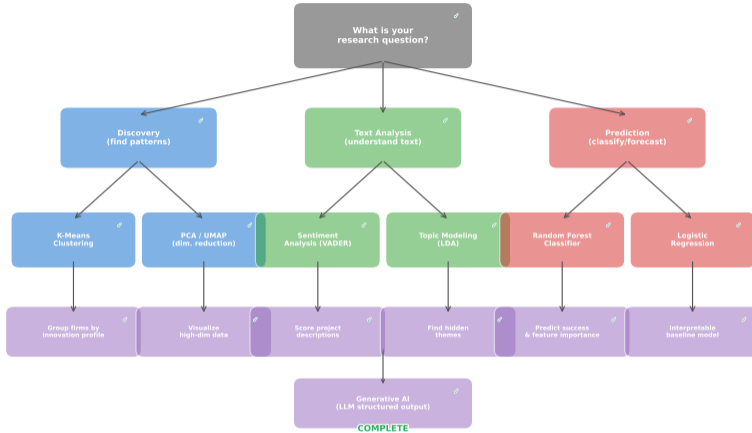 What is your
research question?
Discovery
(find patterns)
Text Analysis
(understand text)
Prediction
(classify/forecast)
K-Means
Clustering
PCA / UMAP
(dim. reduction)
Sentiment
Analysis (VADER)
Topic Modeling
(LDA)
Random Forest
Classifier
Logistic
Regression
Group firms by
innovation profile
Visualize
high-dim data
Score project
descriptions
Find hidden
themes
Predict success
& feature importance
Interpretable
baseline model
Generative AI
(LLM structured output)
COMPLETE